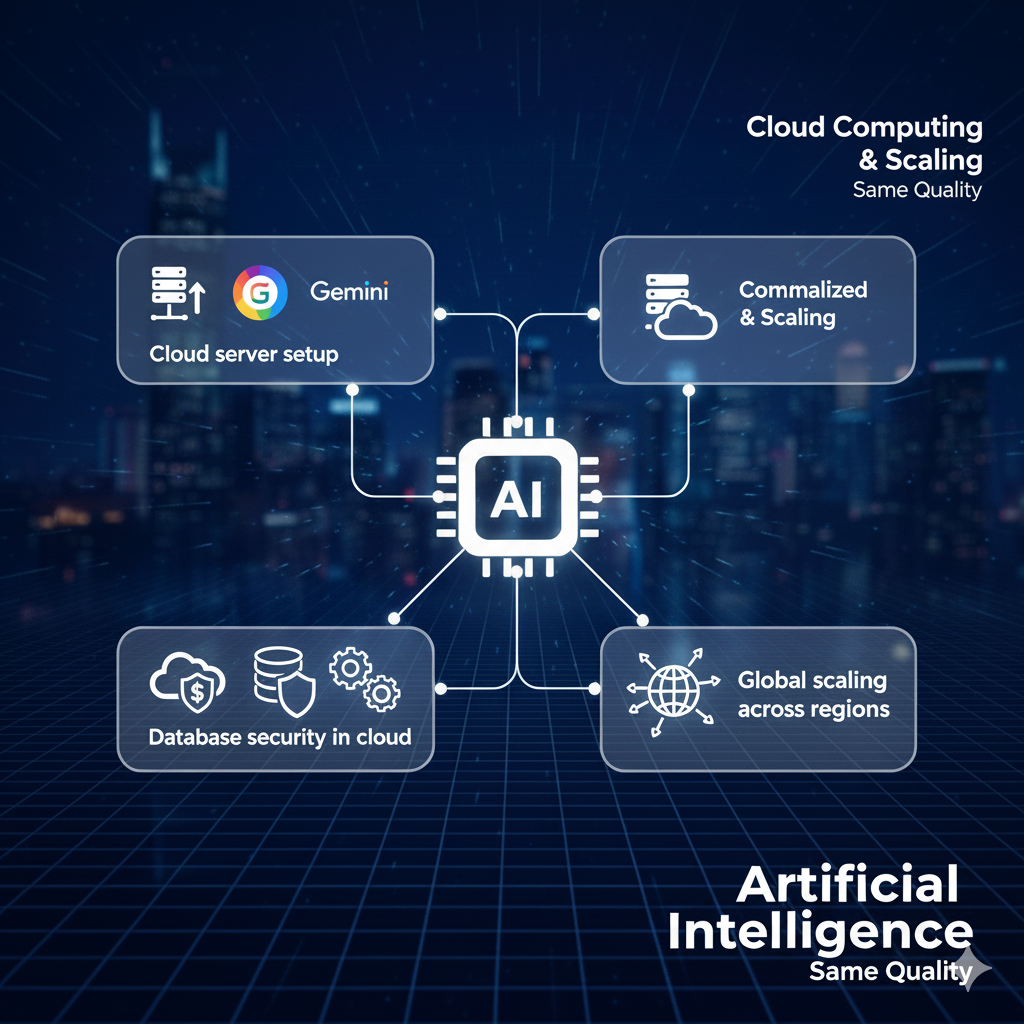 Cloud Computing
& Scaling
Same Quality
G Gemini
Cloud server setup
Commalized
& Scaling
AI
$
Database security in cloud
Global scaling
across regions
Artificial
Intelligence
Same Quality